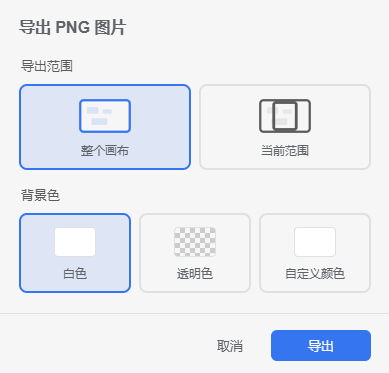 导出 PNG 图片
导出范围
整个画布
当前范围
背景色
白色
透明色
自定义颜色
取消
导出